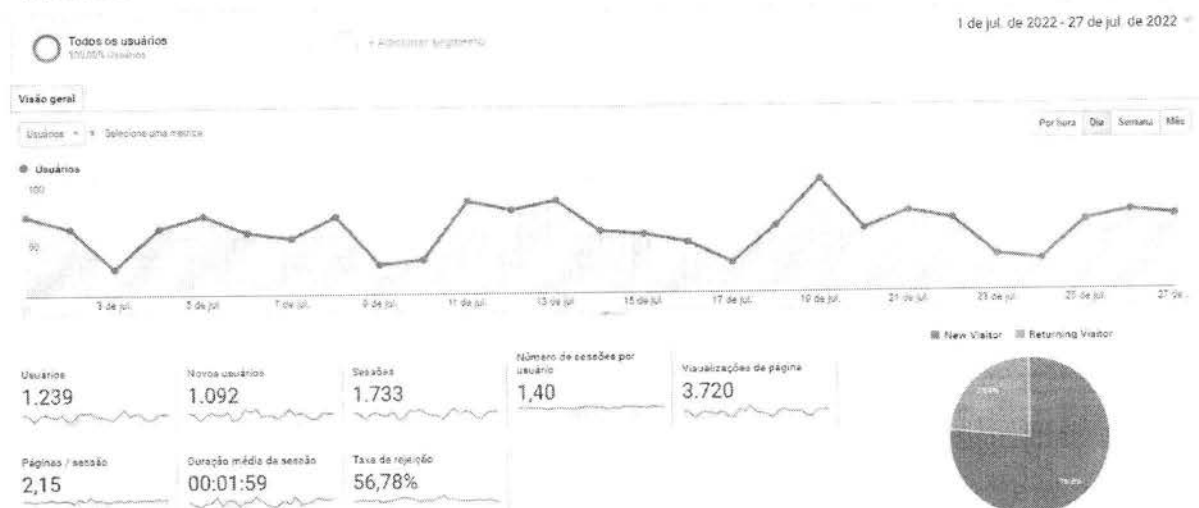 1 de jul. de 2022 - 27 de jul. de 2022
Todos os usuários
100,00% Usuários
+ Adicionar segmento
Visão geral
Usuários Selecione uma métrica
Por hora Dia Semana Mês
Usuários
100
50
3 de jul. 5 de jul. 7 de jul. 9 de jul. 11 de jul. 13 de jul. 15 de jul. 17 de jul. 19 de jul. 21 de jul. 23 de jul. 25 de jul. 27 de
New Visitor Returning Visitor
Usuários
1.239
Novos usuários
1.092
Sessões
1.733
Número de sessões por
usuário
1,40
Visualizações de página
3.720
Páginas / sessão
2,15
Duração média da sessão
00:01:59
Taxa de rejeição
56,78%